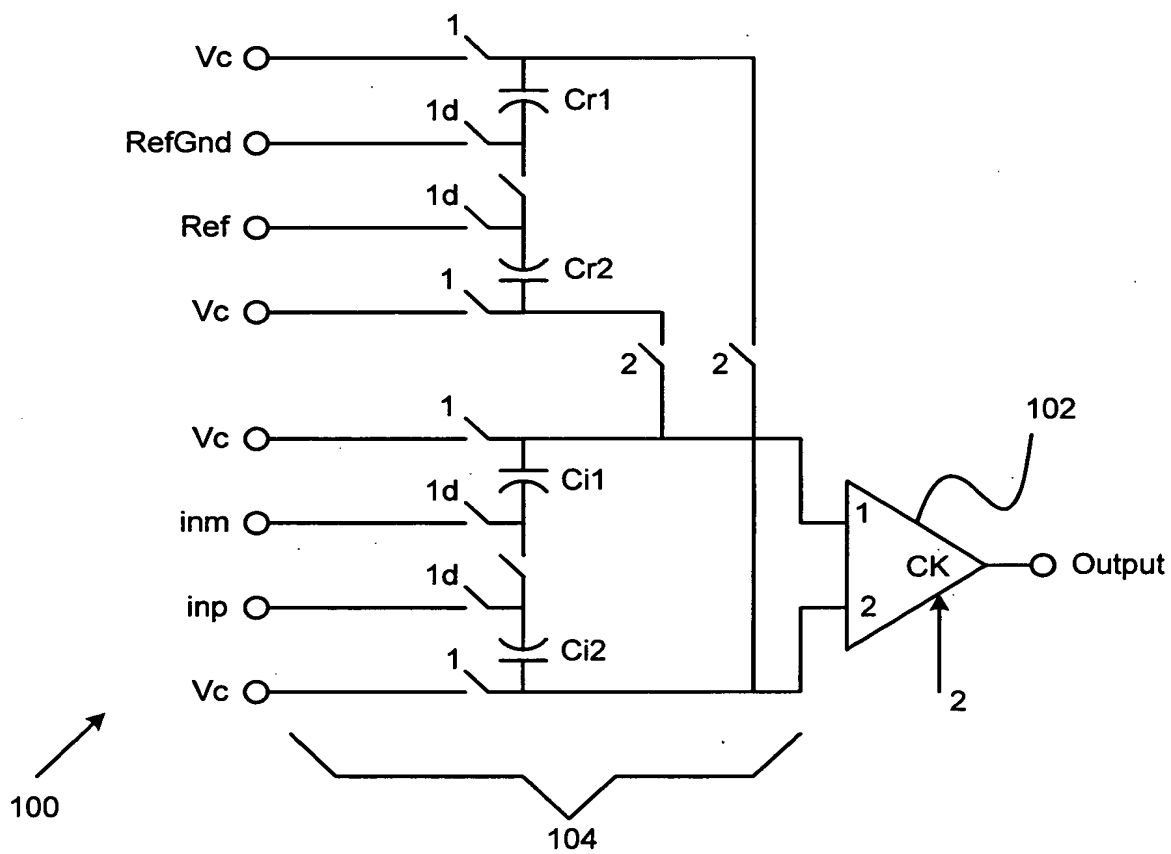 1
Vc
Cr1
1d
RefGnd
1d
Ref
Cr2
1
Vc
2
2
1
Vc
102
Ci1
1d
inm
1
CK
Output
1d
inp
2
Ci2
1
Vc
2
100
104